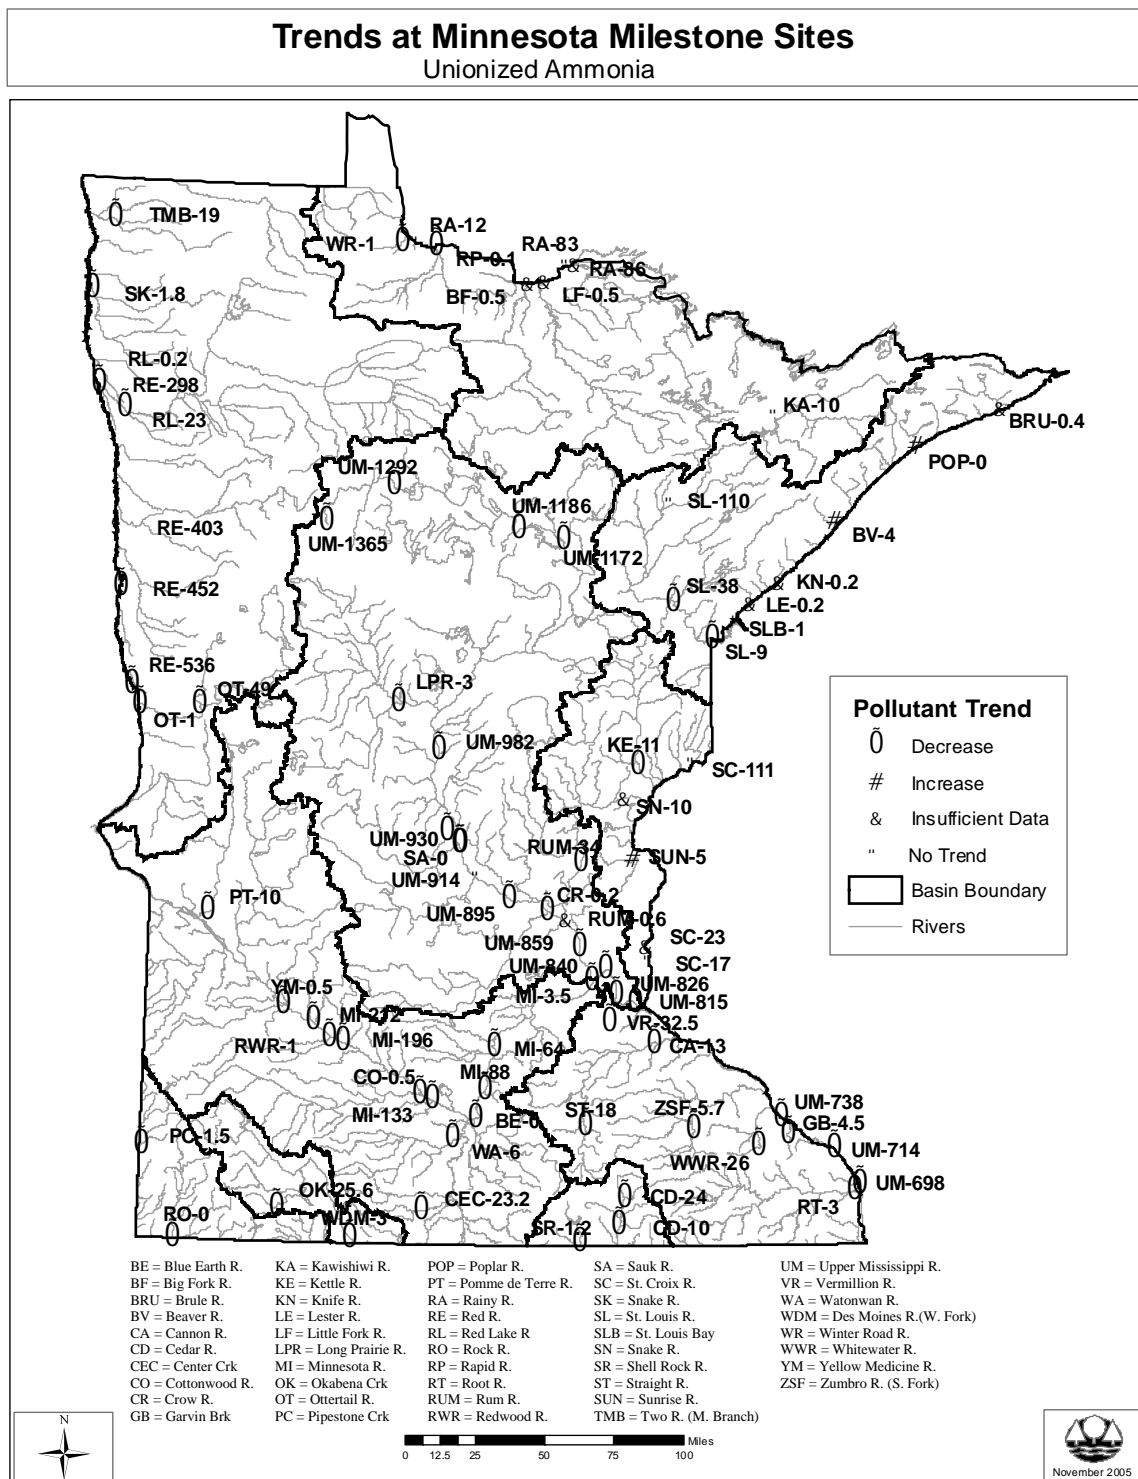 Trends at Minnesota Milestone Sites
Unionized Ammonia
TMB-19
WR-1
RA-12
RA-83
RP-0.1
RA-86
SK-1.8
BF-0.5
LF-0.5
RL-0.2
RE-298
RL-23
KA-10
BRU-0.4
POP-0
UM-1292
SL-110
UM-1186
RE-403
UM-1365
BV-4
UM-1172
RE-452
SL-38
KN-0.2
LE-0.2
SLB-1
SL-9
RE-536
OT-49
LPR-3
OT-1
UM-982
KE-11
SC-111
SN-10
UM-930
SA-0
RUM-34
SUN-5
UM-914
PT-10
CR-0.2
UM-895
RUM-0.6
UM-859
SC-23
UM-840
SC-17
YM-0.5
MI-3.5
UM-826
UM-815
MI-212
VR-32.5
RWR-1
MI-196
MI-64
CA-13
CO-0.5
MI-88
MI-133
BE-0
ST-18
ZSF-5.7
UM-738
GB-4.5
PC-1.5
WA-6
WWR-26
UM-714
UM-698
OK-25.6
CEC-23.2
CD-24
RT-3
RO-0
WDM-3
SR-1.2
CD-10
Pollutant Trend
Õ Decrease
# Increase
& Insufficient Data
" No Trend
Basin Boundary
Rivers
BE = Blue Earth R.
BF = Big Fork R.
BRU = Brule R.
BV = Beaver R.
CA = Cannon R.
CD = Cedar R.
CEC = Center Crk
CO = Cottonwood R.
CR = Crow R.
GB = Garvin Brk
KA = Kawishiwi R.
KE = Kettle R.
KN = Knife R.
LE = Lester R.
LF = Little Fork R.
LPR = Long Prairie R.
MI = Minnesota R.
OK = Okabena Crk
OT = Ottertail R.
PC = Pipestone Crk
POP = Poplar R.
PT = Pomme de Terre R.
RA = Rainy R.
RE = Red R.
RL = Red Lake R
RO = Rock R.
RP = Rapid R.
RT = Root R.
RUM = Rum R.
RWR = Redwood R.
SA = Sauk R.
SC = St. Croix R.
SK = Snake R.
SL = St. Louis R.
SLB = St. Louis Bay
SN = Snake R.
SR = Shell Rock R.
ST = Straight R.
SUN = Sunrise R.
TMB = Two R. (M. Branch)
UM = Upper Mississippi R.
VR = Vermillion R.
WA = Watonwan R.
WDM = Des Moines R.(W. Fork)
WR = Winter Road R.
WWR = Whitewater R.
YM = Yellow Medicine R.
ZSF = Zumbro R. (S. Fork)
N
Miles
0 12.5 25 50 75 100
November 2005